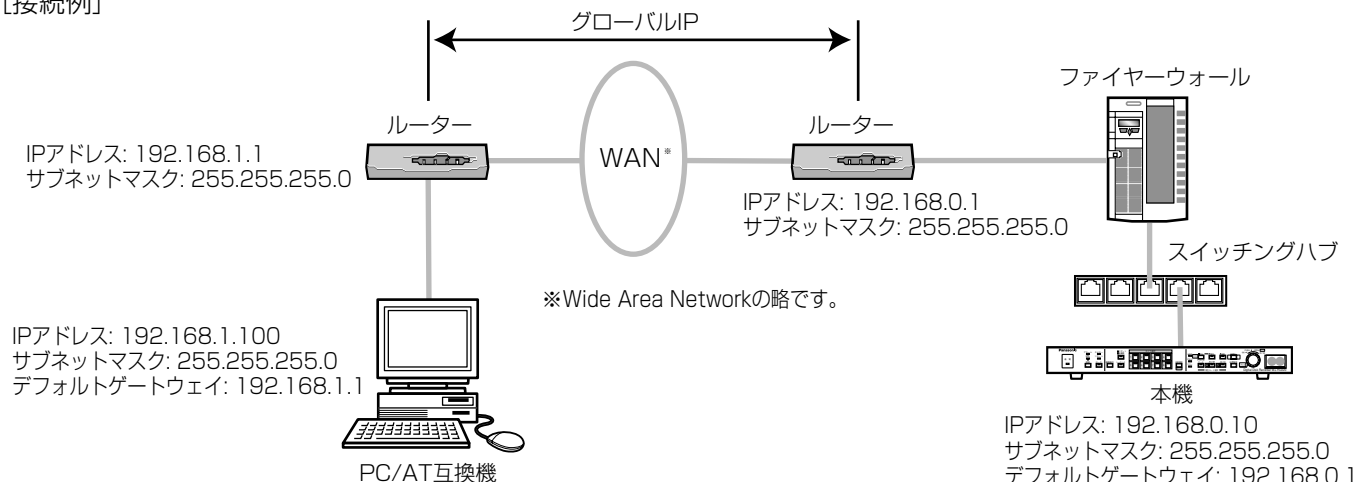 ［接続例］
グローバルIP
ファイヤーウォール
ルーター
ルーター
IPアドレス: 192.168.1.1
サブネットマスク: 255.255.255.0
WAN※
IPアドレス: 192.168.0.1
サブネットマスク: 255.255.255.0
スイッチングハブ
※Wide Area Networkの略です。
IPアドレス: 192.168.1.100
サブネットマスク: 255.255.255.0
デフォルトゲートウェイ: 192.168.1.1
Panasonic
本機
IPアドレス: 192.168.0.10
サブネットマスク: 255.255.255.0
デフォルトゲートウェイ: 192.168.0.1
PC/AT互換機